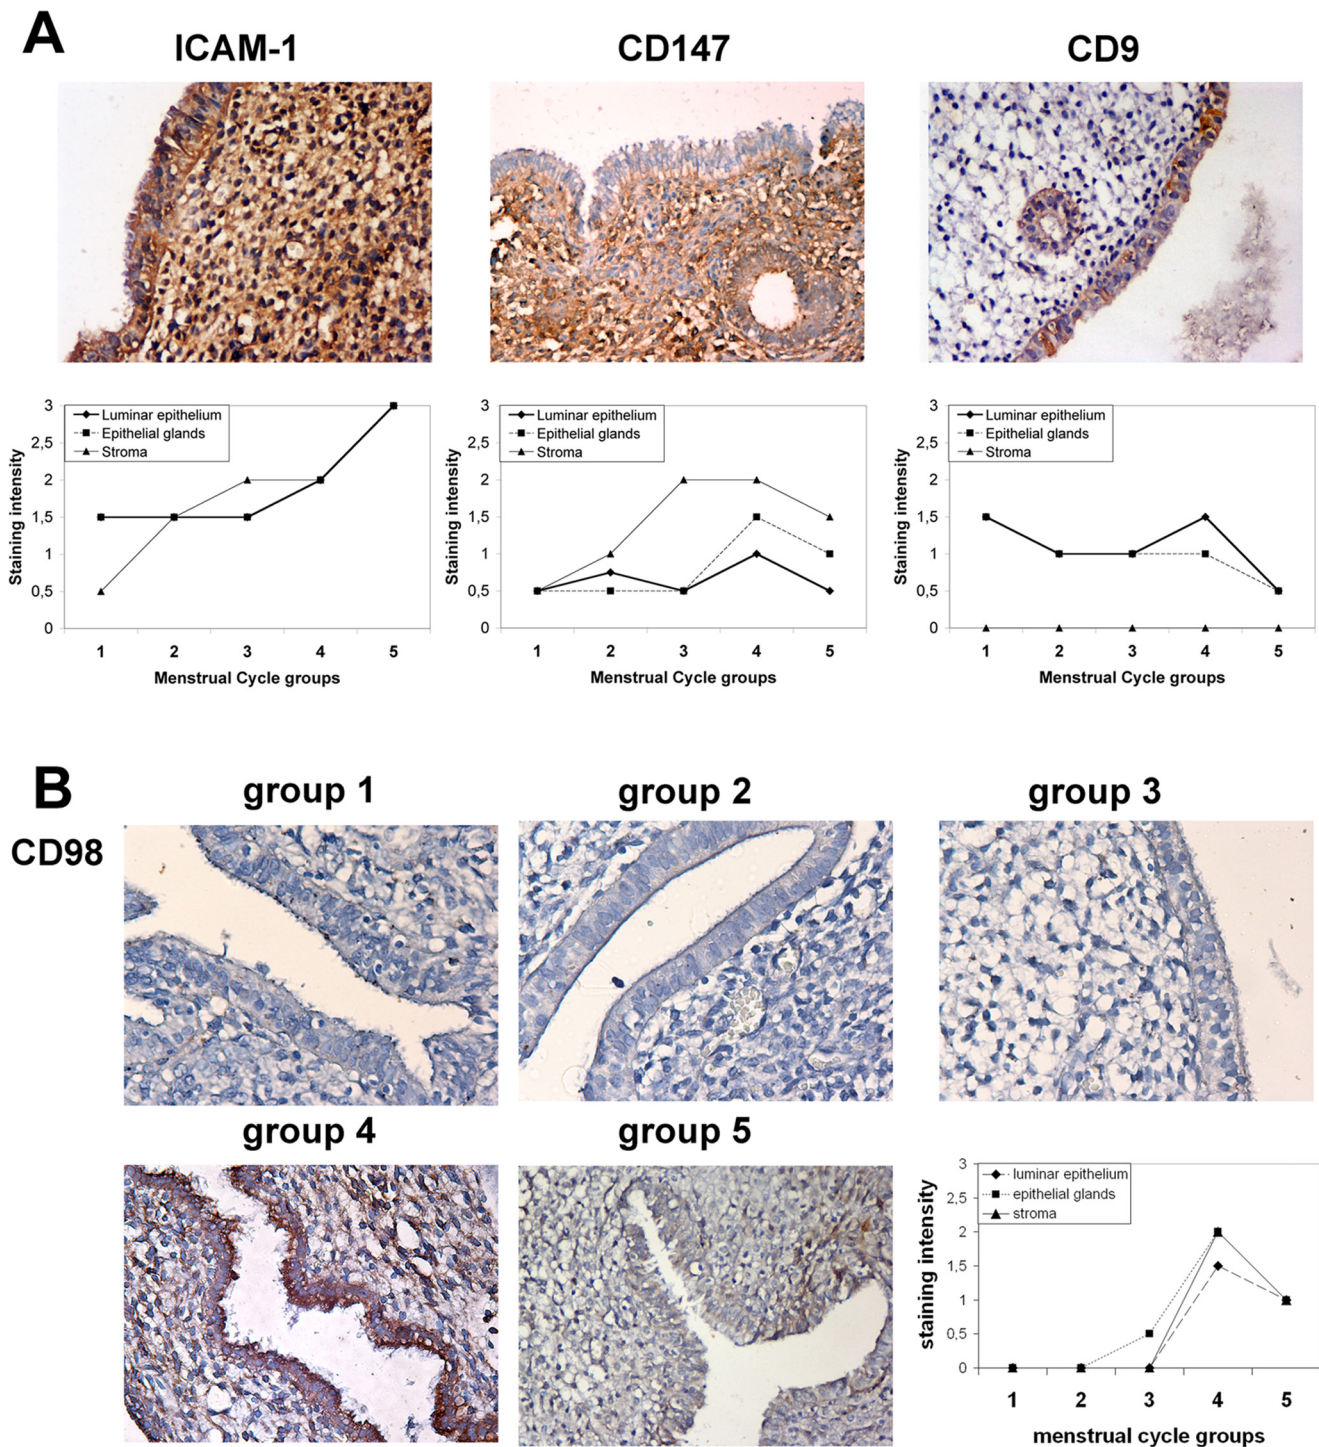 A
ICAM-1
CD147
CD9
3
2,5
2
1,5
1
0,5
0
Staining intensity
Luminar epithelium
Epithelial glands
Stroma
1 2 3 4 5
Menstrual Cycle groups
3
2,5
2
1,5
1
0,5
0
Staining intensity
Luminar epithelium
Epithelial glands
Stroma
1 2 3 4 5
Menstrual Cycle groups
3
2,5
2
1,5
1
0,5
0
Staining intensity
Luminar epithelium
Epithelial glands
Stroma
1 2 3 4 5
Menstrual Cycle groups
B
CD98
group 1
group 2
group 3
group 4
group 5
3
2,5
2
1,5
1
0,5
0
staining intensity
luminar epithelium
epithelial glands
stroma
1 2 3 4 5
menstrual cycle groups